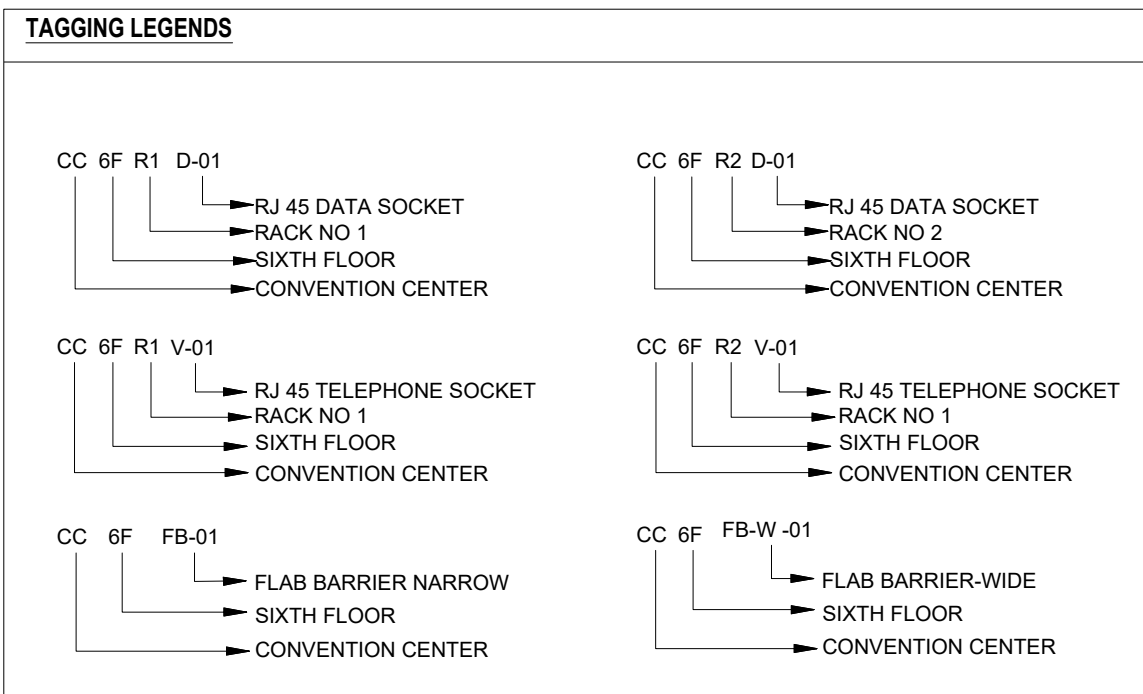 TAGGING LEGENDS
CC 6F R1 D-01
RJ 45 DATA SOCKET
RACK NO 1
SIXTH FLOOR
CONVENTION CENTER
CC 6F R2 D-01
RJ 45 DATA SOCKET
RACK NO 2
SIXTH FLOOR
CONVENTION CENTER
CC 6F R1 V-01
RJ 45 TELEPHONE SOCKET
RACK NO 1
SIXTH FLOOR
CONVENTION CENTER
CC 6F R2 V-01
RJ 45 TELEPHONE SOCKET
RACK NO 1
SIXTH FLOOR
CONVENTION CENTER
CC 6F FB-01
FLAB BARRIER NARROW
SIXTH FLOOR
CONVENTION CENTER
CC 6F FB-W -01
FLAB BARRIER-WIDE
SIXTH FLOOR
CONVENTION CENTER